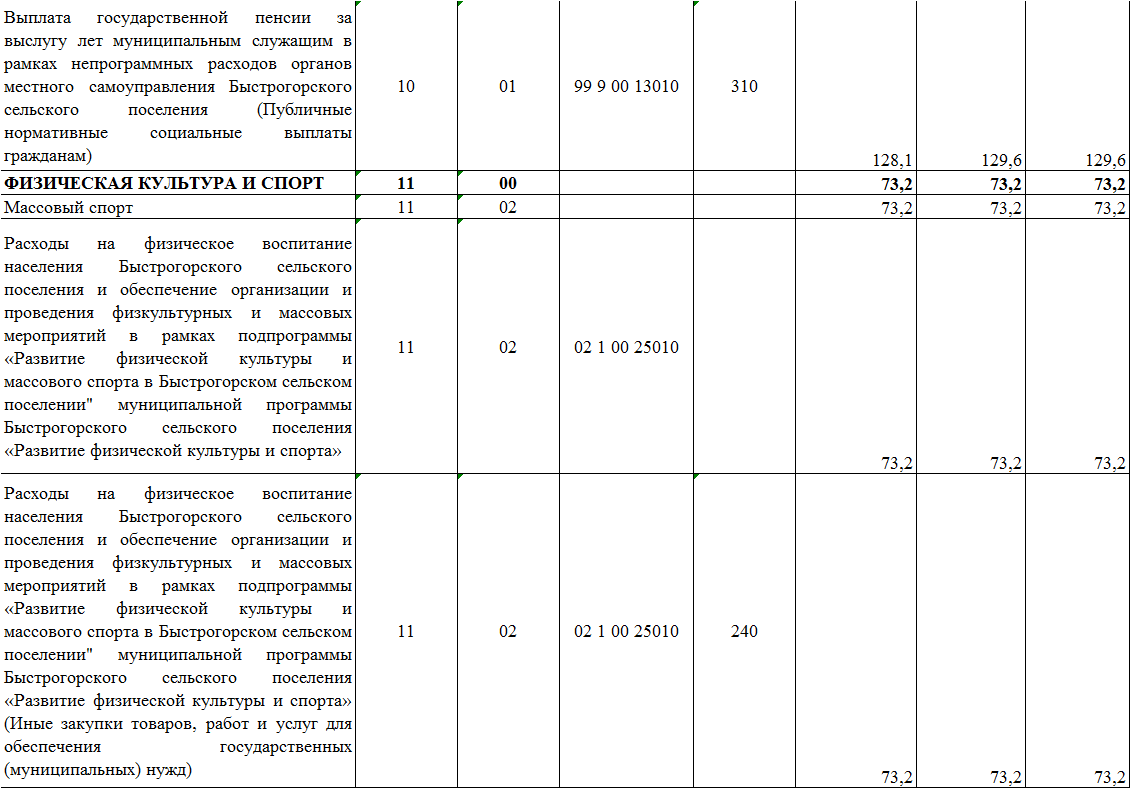 Выплата государственной пенсии за
выслугу лет муниципальным служащим в
рамках непрограммных расходов органов
местного самоуправления Быстрогорского
сельского поселения (Публичные
нормативные социальные выплаты
гражданам)
10 01 99 9 00 13010 310
128,1 129,6 129,6
ФИЗИЧЕСКАЯ КУЛЬТУРА И СПОРТ 11 00 73,2 73,2 73,2
Массовый спорт 11 02 73,2 73,2 73,2
Расходы на физическое воспитание
населения Быстрогорского сельского
поселения и обеспечение организации и
проведения физкультурных и массовых
мероприятий в рамках подпрограммы
«Развитие физической культуры и
массового спорта в Быстрогорском сельском
поселении" муниципальной программы
Быстрогорского сельского поселения
«Развитие физической культуры и спорта»
11 02 02 1 00 25010
73,2 73,2 73,2
Расходы на физическое воспитание
населения Быстрогорского сельского
поселения и обеспечение организации и
проведения физкультурных и массовых
мероприятий в рамках подпрограммы
«Развитие физической культуры и
массового спорта в Быстрогорском сельском
поселении" муниципальной программы
Быстрогорского сельского поселения
«Развитие физической культуры и спорта»
(Иные закупки товаров, работ и услуг для
обеспечения государственных
(муниципальных) нужд)
11 02 02 1 00 25010 240
73,2 73,2 73,2